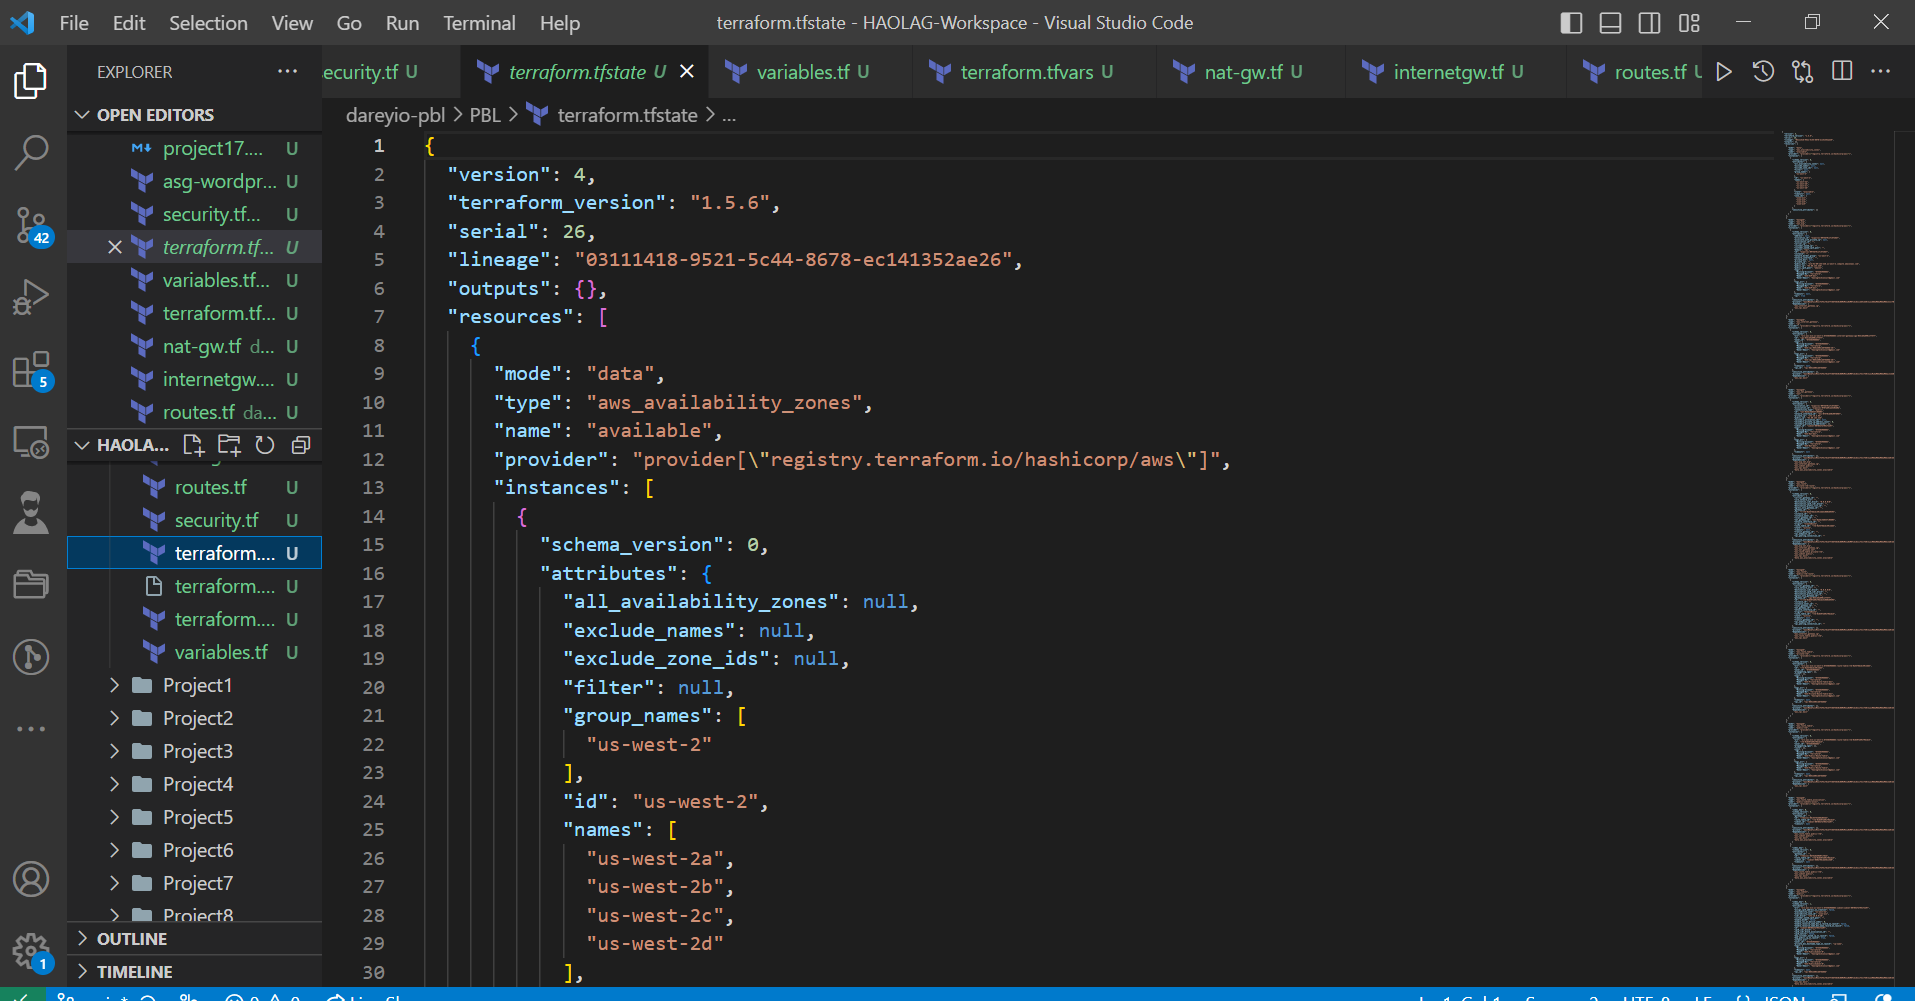 File Edit Selection View Go Run Terminal Help
terraform.tfstate - HAOLAG-Workspace - Visual Studio Code
EXPLORER
ecurity.tf U
terraform.tfstate U
variables.tf U
terraform.tfvars U
nat-gw.tf U
internetgw.tf U
routes.tf
OPEN EDITORS
project17.... U
asg-wordpr... U
security.tf... U
terraform.tf... U
variables.tf... U
terraform.tf... U
nat-gw.tf d... U
internetgw.... U
routes.tf da... U
HAOLA...
routes.tf U
security.tf U
terraform.... U
terraform.... U
terraform.... U
variables.tf U
Project1
Project2
Project3
Project4
Project5
Project6
Project7
Project8
OUTLINE
TIMELINE
42
5
1
dareyio-pbl > PBL > terraform.tfstate > ...
1 {
2 "version": 4,
3 "terraform_version": "1.5.6",
4 "serial": 26,
5 "lineage": "03111418-9521-5c44-8678-ec141352ae26",
6 "outputs": {},
7 "resources": [
8 {
9 "mode": "data",
10 "type": "aws_availability_zones",
11 "name": "available",
12 "provider": "provider[\"registry.terraform.io/hashicorp/aws\"]",
13 "instances": [
14 {
15 "schema_version": 0,
16 "attributes": {
17 "all_availability_zones": null,
18 "exclude_names": null,
19 "exclude_zone_ids": null,
20 "filter": null,
21 "group_names": [
22 "us-west-2"
23 ],
24 "id": "us-west-2",
25 "names": [
26 "us-west-2a",
27 "us-west-2b",
28 "us-west-2c",
29 "us-west-2d"
30 ],